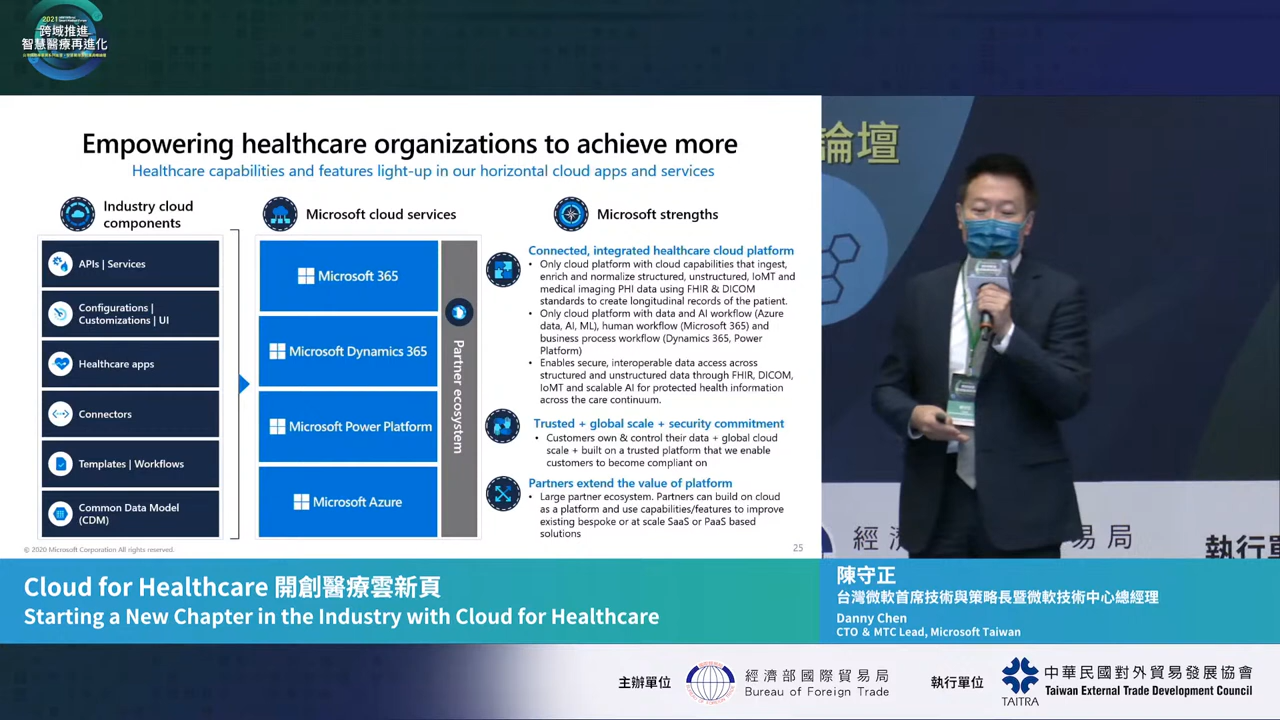 2021
跨域推進
智慧醫療再進化
Empowering healthcare organizations to achieve more
Healthcare capabilities and features light-up in our horizontal cloud apps and services
Industry cloud
components
APIs | Services
Configurations |
Customizations | UI
Healthcare apps
Connectors
Templates | Workflows
Common Data Model
(CDM)
Microsoft cloud services
Microsoft 365
Microsoft Dynamics 365
Microsoft Power Platform
Microsoft Azure
Partner ecosystem
Microsoft strengths
Connected, integrated healthcare cloud platform
• Only cloud platform with cloud capabilities that ingest,
enrich and normalize structured, unstructured, IoMT and
medical imaging PHI data using FHIR & DICOM
standards to create longitudinal records of the patient.
• Only cloud platform with data and AI workflow (Azure
data, AI, ML), human workflow (Microsoft 365) and
business process workflow (Dynamics 365, Power
Platform)
• Enables secure, interoperable data access across
structured and unstructured data through FHIR, DICOM,
IoMT and scalable AI for protected health information
across the care continuum.
Trusted + global scale + security commitment
• Customers own & control their data + global cloud
scale + built on a trusted platform that we enable
customers to become compliant on
Partners extend the value of platform
• Large partner ecosystem. Partners can build on cloud
as a platform and use capabilities/features to improve
existing bespoke or at scale SaaS or PaaS based
solutions
© 2020 Microsoft Corporation All rights reserved.
25
論壇
經濟
易局
執行單
Cloud for Healthcare 開創醫療雲新頁
Starting a New Chapter in the Industry with Cloud for Healthcare
陳守正
台灣微軟首席技術與策略長暨微軟技術中心總經理
Danny Chen
CTO & MTC Lead, Microsoft Taiwan
主辦單位
經濟部國際貿易局
Bureau of Foreign Trade
執行單位
TAITRA
中華民國對外貿易發展協會
Taiwan External Trade Development Council